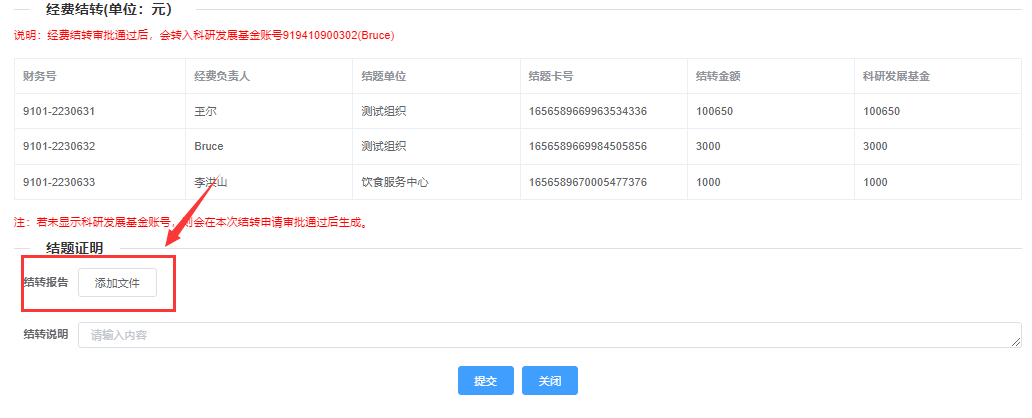 经费结转(单位：元）
说明：经费结转审批通过后，会转入科研发展基金账号919410900302(Bruce)
财务号 经费负责人 结题单位 结题卡号 结转金额 科研发展基金
9101-2230631 王尔 测试组织 1656589669963534336 100650 100650
9101-2230632 Bruce 测试组织 1656589669984505856 3000 3000
9101-2230633 李洪山 饮食服务中心 1656589670005477376 1000 1000
注：若未显示科研发展基金账号，则会在本次结转申请审批通过后生成。
结题证明
结转报告 添加文件
结转说明 请输入内容
提交 关闭